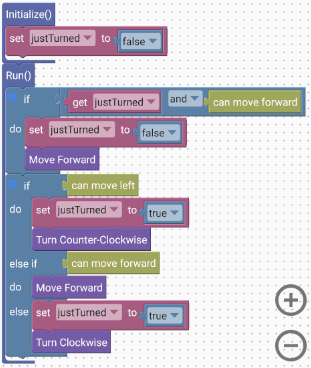 Initialize()
set justTurned to false
Run()
if get justTurned and can move forward
do set justTurned to false
Move Forward
if can move left
do set justTurned to true
Turn Counter-Clockwise
else if can move forward
do Move Forward
else set justTurned to true
Turn Clockwise